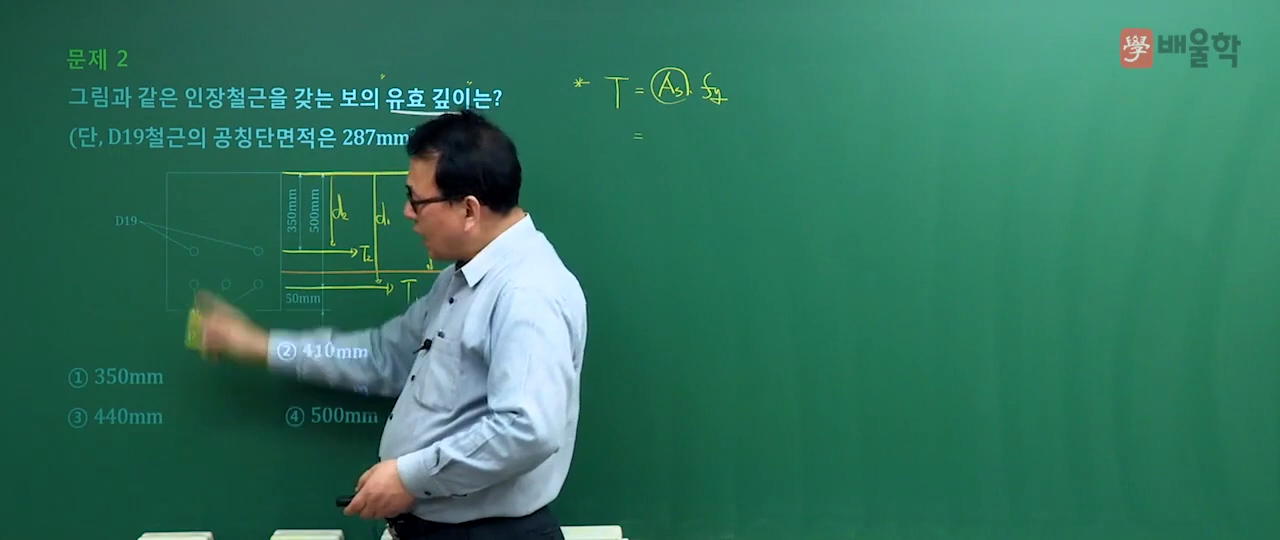 學배울학
문제 2
그림과 같은 인장철근을 갖는 보의 유효 깊이는?
(단, D19철근의 공칭단면적은 287mm
* T = As · fy
=
D19
350mm
500mm
d2
d1
T2
T1
50mm
① 350mm
② 410mm
③ 440mm
④ 500mm